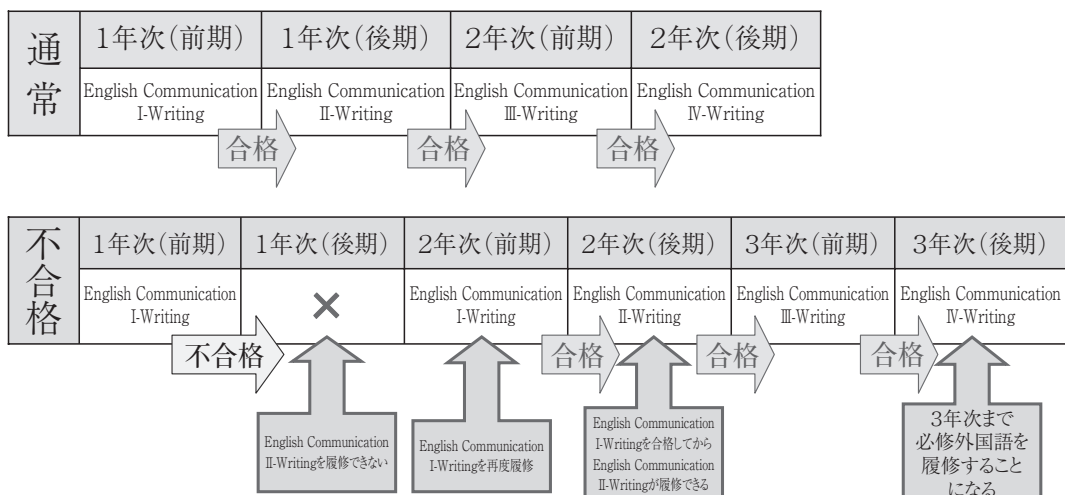 通常
1年次（前期） 1年次（後期） 2年次（前期） 2年次（後期）
English Communication English Communication English Communication English Communication
I-Writing Ⅱ-Writing Ⅲ-Writing Ⅳ-Writing
合格 合格 合格
不合格
1年次（前期） 1年次（後期） 2年次（前期） 2年次（後期） 3年次（前期） 3年次（後期）
English Communication × English Communication English Communication English Communication English Communication
I-Writing I-Writing Ⅱ-Writing Ⅲ-Writing Ⅳ-Writing
不合格 合格 合格 合格
English Communication
Ⅱ-Writingを履修できない
English Communication
I-Writingを再度履修
English Communication
I-Writingを合格してから
English Communication
Ⅱ-Writingが履修できる
3年次まで
必修外国語を
履修すること
になる